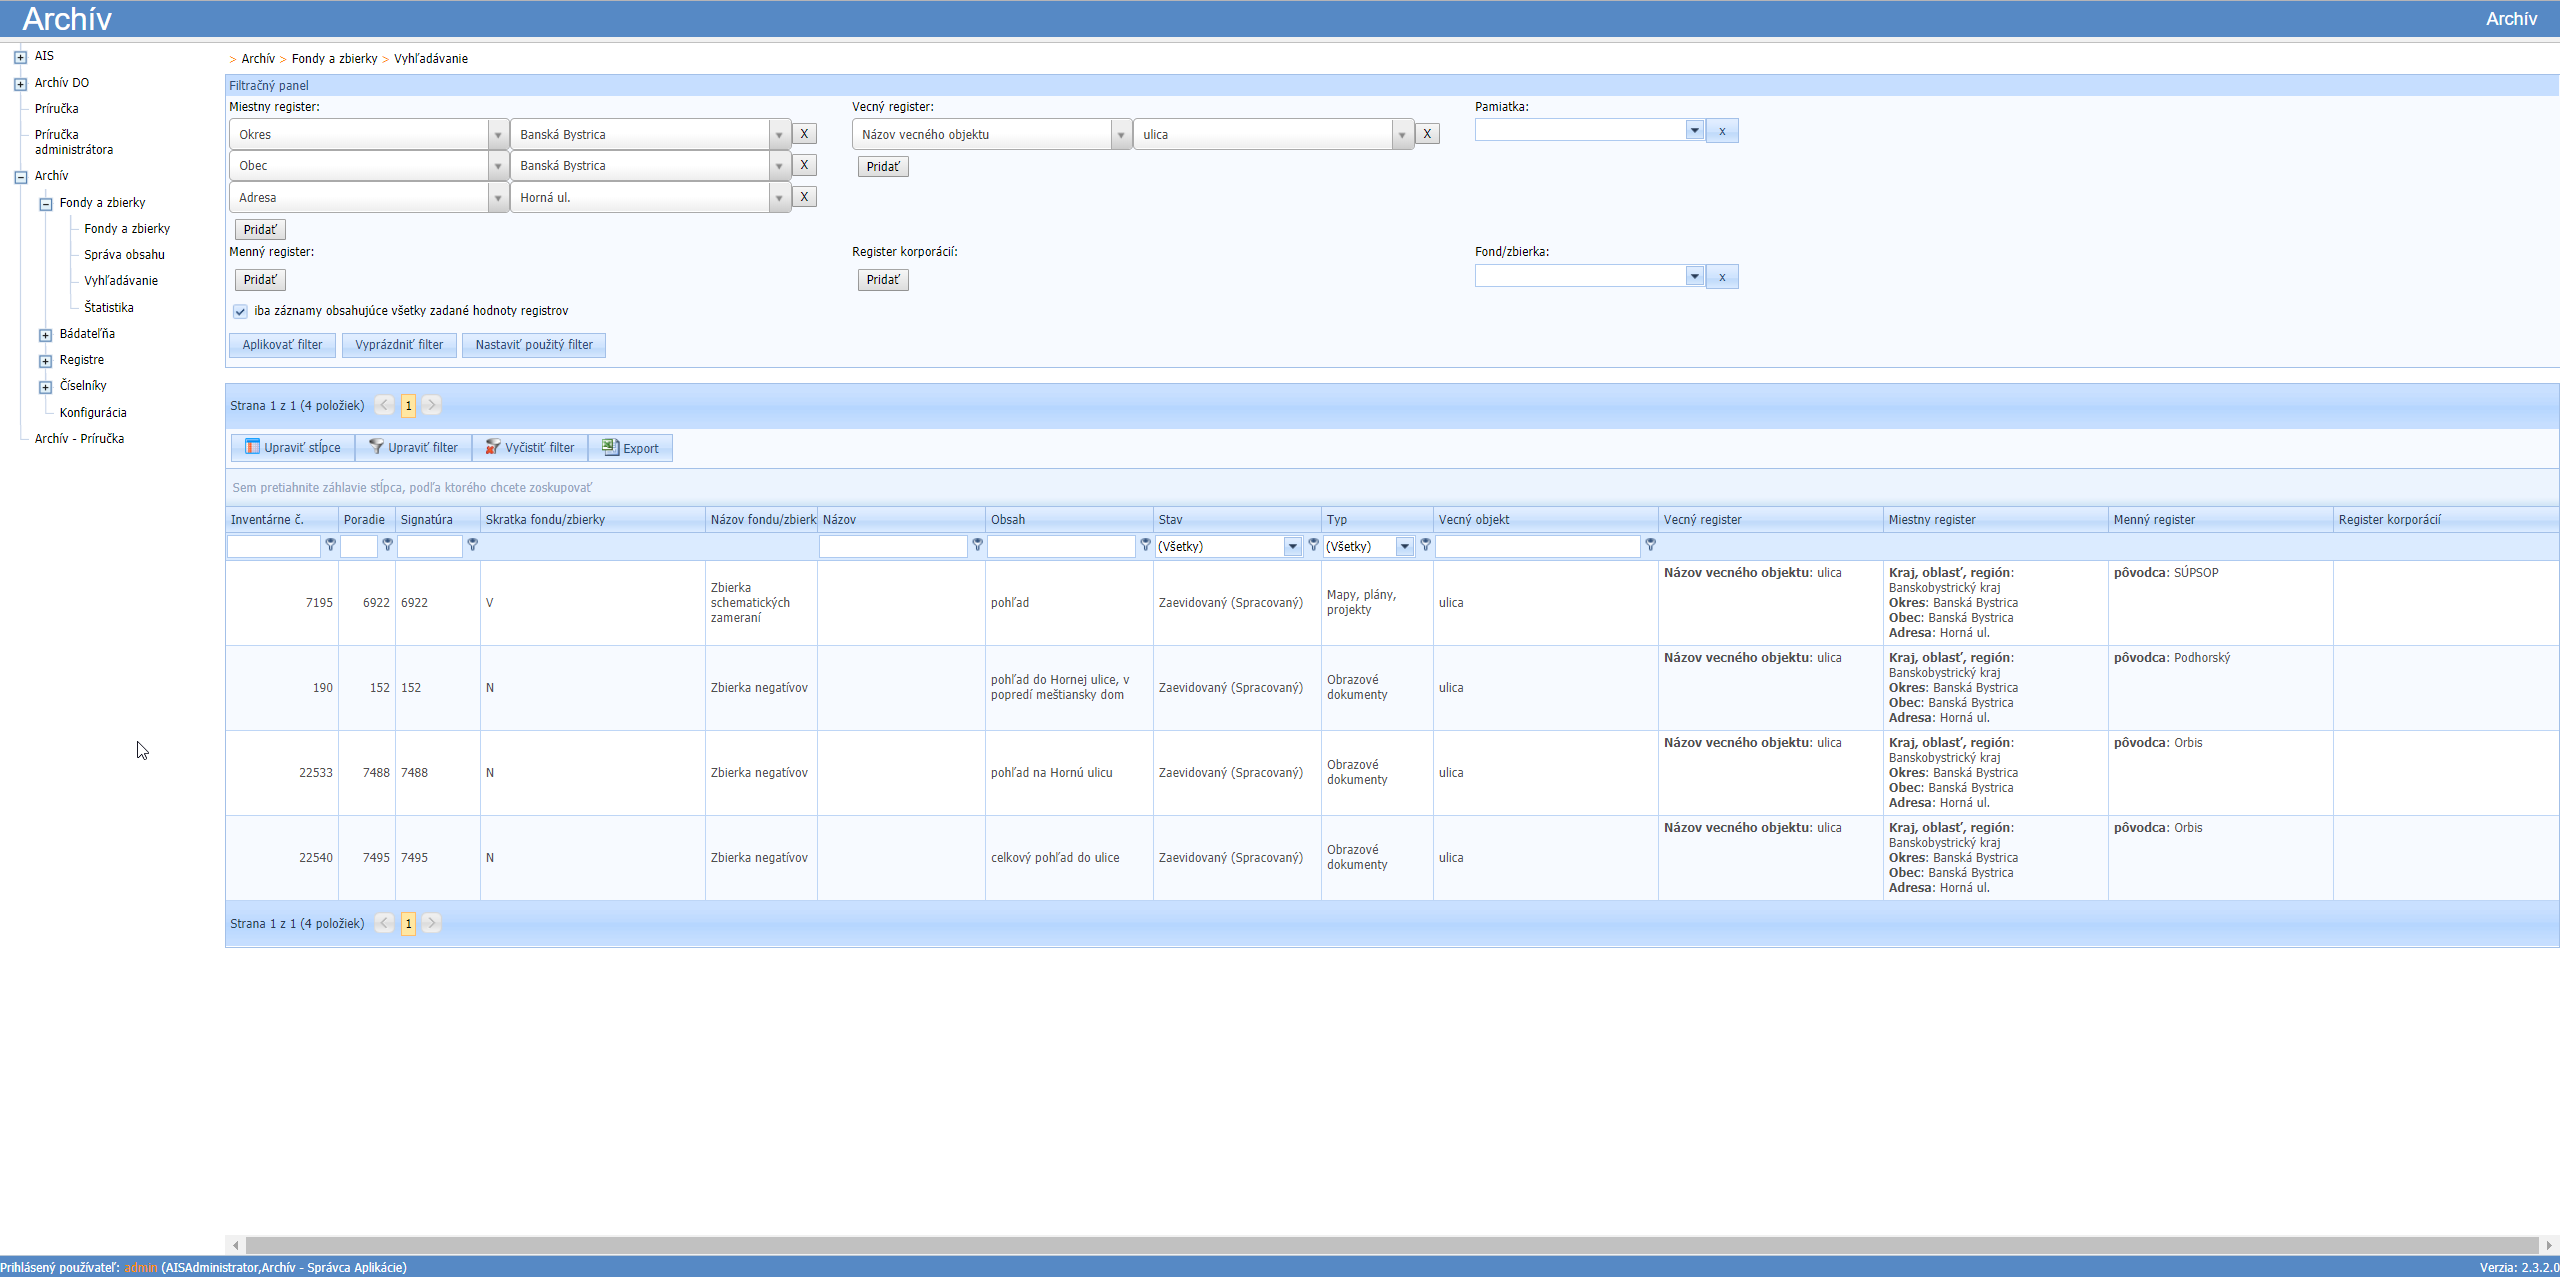 Archív
Archív
AIS
Archív DO
Príručka
Príručka
administrátora
Archív
Fondy a zbierky
Fondy a zbierky
Správa obsahu
Vyhľadávanie
Štatistika
Bádateľňa
Registre
Číselníky
Konfigurácia
Archív - Príručka
> Archív > Fondy a zbierky > Vyhľadávanie
Filtračný panel
Miestny register: Vecný register: Pamiatka:
Okres Banská Bystrica X Názov vecného objektu ulica X x
Obec Banská Bystrica X Pridať
Adresa Horná ul. X
Pridať
Menný register: Register korporácií: Fond/zbierka:
Pridať Pridať x
iba záznamy obsahujúce všetky zadané hodnoty registrov
Aplikovať filter Vyprázdniť filter Nastaviť použitý filter
Strana 1 z 1 (4 položiek) < 1 >
Upraviť stĺpce Upraviť filter Vyčistiť filter Export
Sem pretiahnite záhlavie stĺpca, podľa ktorého chcete zoskupovať
Inventárne č. Poradie Signatúra Skratka fondu/zbierky Názov fondu/zbierk Názov Obsah Stav Typ Vecný objekt Vecný register Miestny register Menný register Register korporácií
(Všetky) (Všetky)
7195 6922 6922 V Zbierka schematických zameraní pohľad Zaevidovaný (Spracovaný) Mapy, plány, projekty ulica Názov vecného objektu: ulica
Kraj, oblasť, región:
Banskobystrický kraj
Okres: Banská Bystrica
Obec: Banská Bystrica
Adresa: Horná ul.
pôvodca: SÚPSOP
190 152 152 N Zbierka negatívov pohľad do Hornej ulice, v popredí meštiansky dom Zaevidovaný (Spracovaný) Obrazové dokumenty ulica Názov vecného objektu: ulica
Kraj, oblasť, región:
Banskobystrický kraj
Okres: Banská Bystrica
Obec: Banská Bystrica
Adresa: Horná ul.
pôvodca: Podhorský
22533 7488 7488 N Zbierka negatívov pohľad na Hornú ulicu Zaevidovaný (Spracovaný) Obrazové dokumenty ulica Názov vecného objektu: ulica
Kraj, oblasť, región:
Banskobystrický kraj
Okres: Banská Bystrica
Obec: Banská Bystrica
Adresa: Horná ul.
pôvodca: Orbis
22540 7495 7495 N Zbierka negatívov celkový pohľad do ulice Zaevidovaný (Spracovaný) Obrazové dokumenty ulica Názov vecného objektu: ulica
Kraj, oblasť, región:
Banskobystrický kraj
Okres: Banská Bystrica
Obec: Banská Bystrica
Adresa: Horná ul.
pôvodca: Orbis
Strana 1 z 1 (4 položiek) < 1 >
Prihlásený používateľ: admin (AISAdministrator,Archív - Správca Aplikácie) Verzia: 2.3.2.0